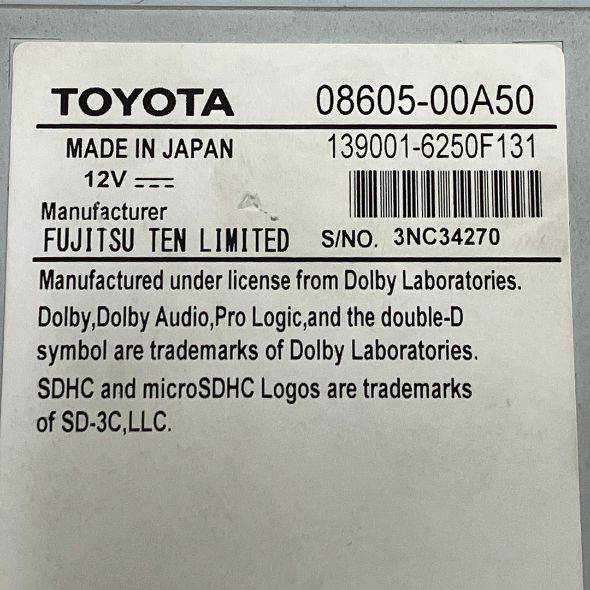 TOYOTA 08605-00A50
MADE IN JAPAN 139001-6250F131
12V
Manufacturer
FUJITSU TEN LIMITED S/NO. 3NC34270
Manufactured under license from Dolby Laboratories.
Dolby,Dolby Audio,Pro Logic,and the double-D
symbol are trademarks of Dolby Laboratories.
SDHC and microSDHC Logos are trademarks
of SD-3C,LLC.